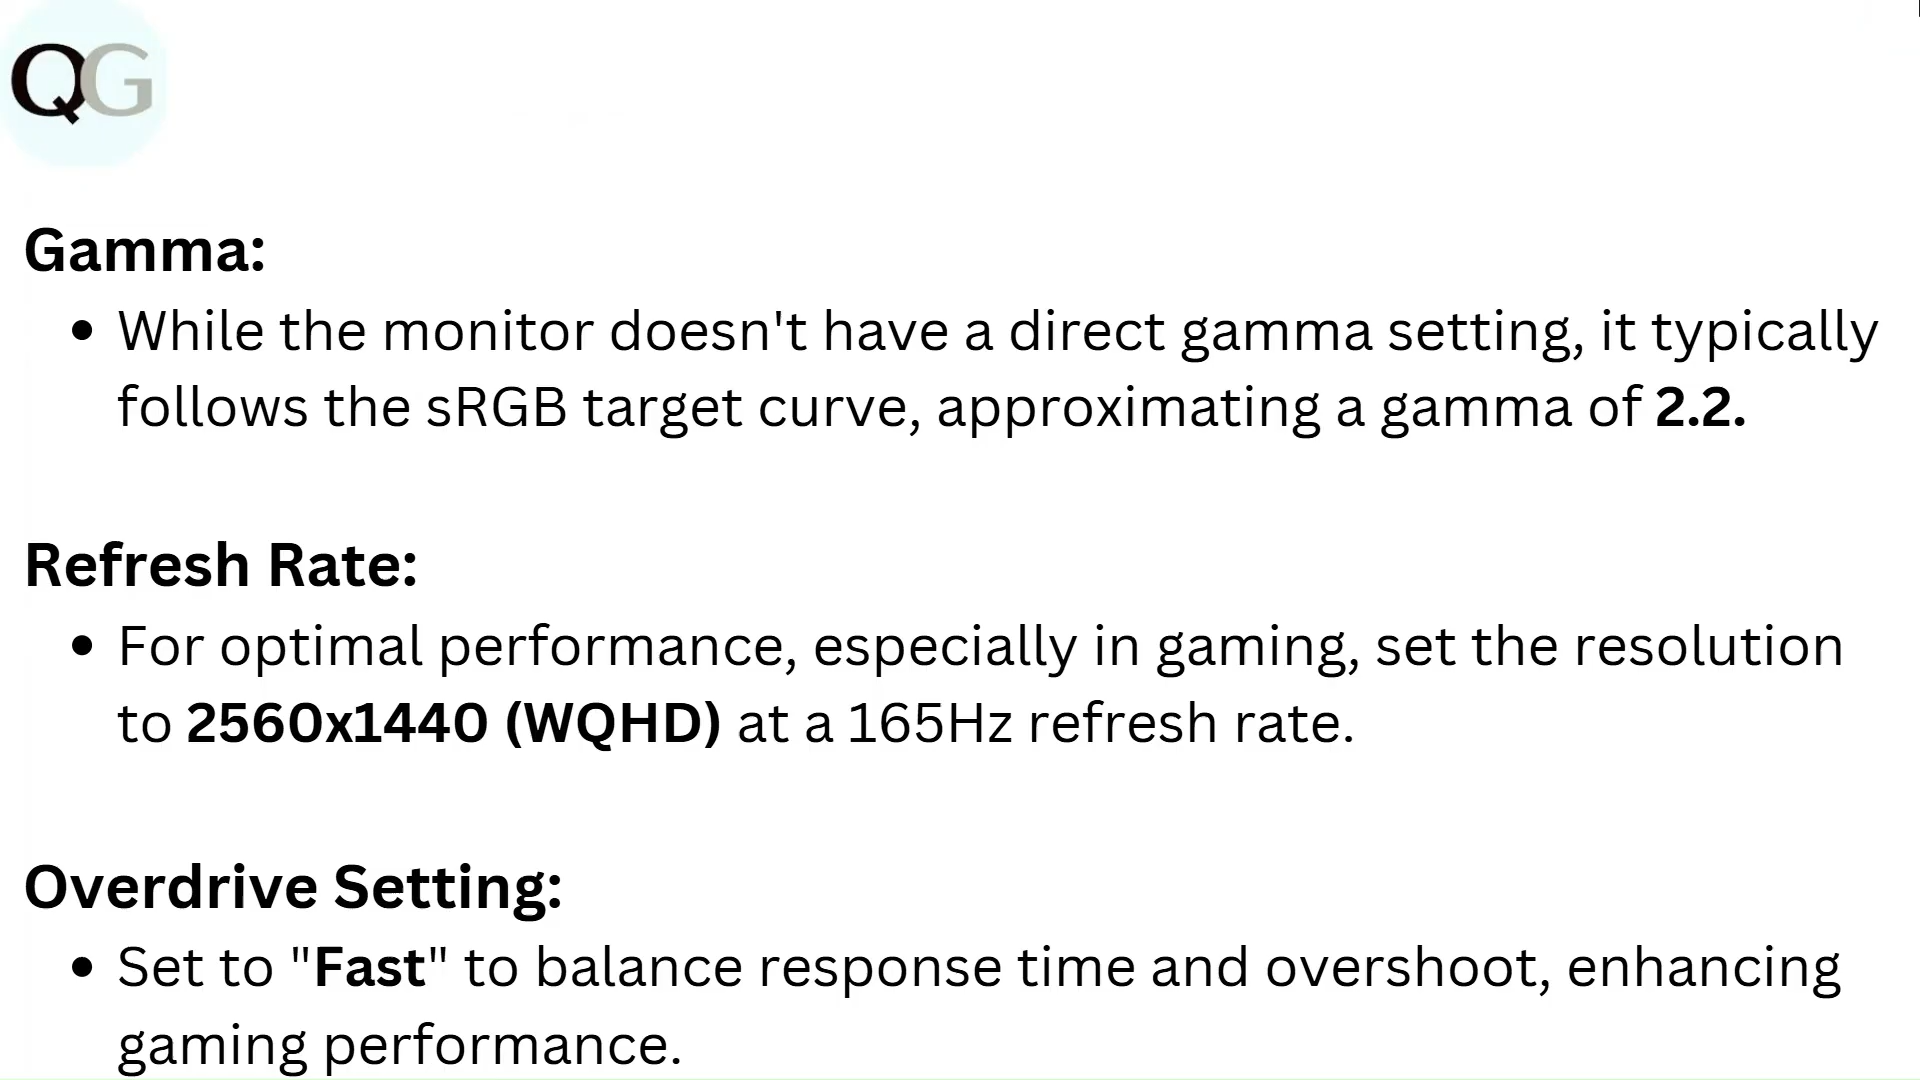 QG
Gamma:
• While the monitor doesn't have a direct gamma setting, it typically
follows the sRGB target curve, approximating a gamma of 2.2.
Refresh Rate:
• For optimal performance, especially in gaming, set the resolution
to 2560x1440 (WQHD) at a 165Hz refresh rate.
Overdrive Setting:
• Set to "Fast" to balance response time and overshoot, enhancing
gaming performance.